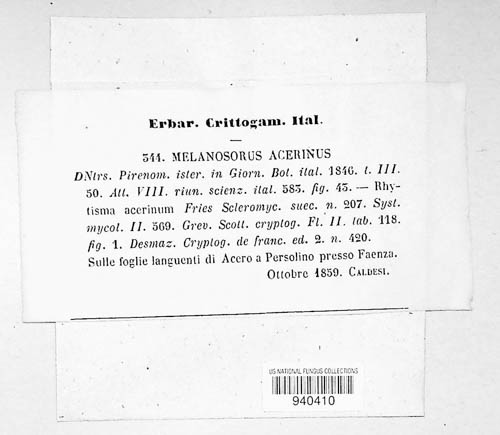 Erbar. Crittogam. Ital.
344. MELANOSORUS ACERINUS
DNtrs. Pirenom. ister. in Giorn. Bot. ital. 1846. t. III.
50. Att. VIII. riun. scienz. ital. 583. fig. 43. — Rhy-
tisma acerinum Fries Scleromyc. suec. n. 207. Syst.
mycol. II. 569. Grev. Scott. cryptog. Fl. II. tab. 118.
fig. 1. Desmaz. Cryptog. de franc. ed. 2. n. 420.
Sulle foglie languenti di Acero a Persolino presso Faenza.
Ottobre 1859. CALDESI.
US NATIONAL FUNGUS COLLECTIONS
940410